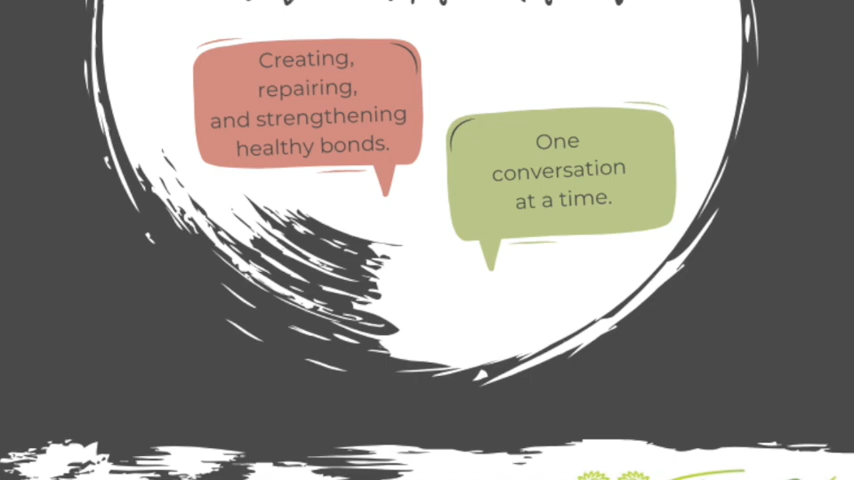 Creating,
repairing,
and strengthening
healthy bonds.
One
conversation
at a time.